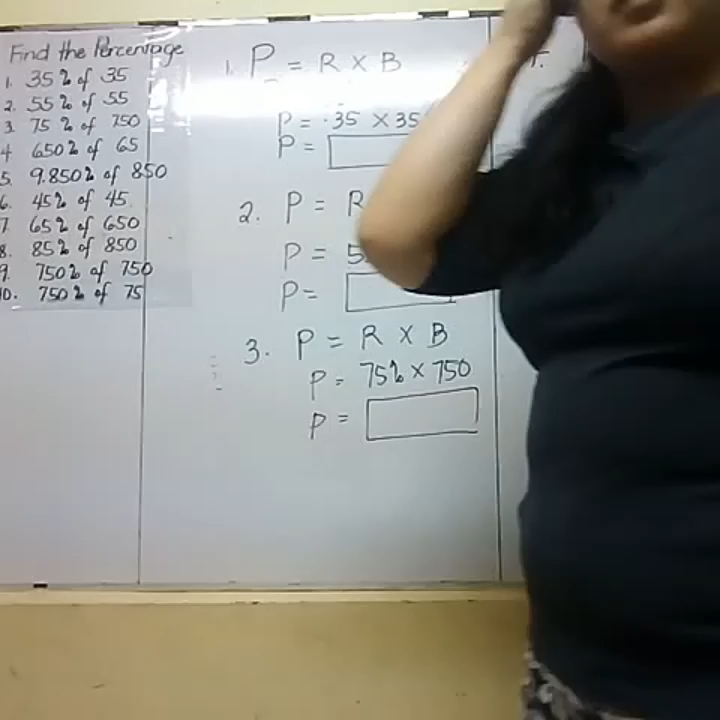 Find the Percentage
1. 35% of 35
2. 55% of 55
3. 75% of 750
4 650% of 65
5. 9.850% of 850
6. 45% of 45
7. 65% of 650
8. 85% of 850
9. 750% of 750
10. 750% of 75
1. P = R X B
P = .35 X 35
P =
2. P = R
P = 5
P=
3. P = R X B
P = 75% X 750
P =